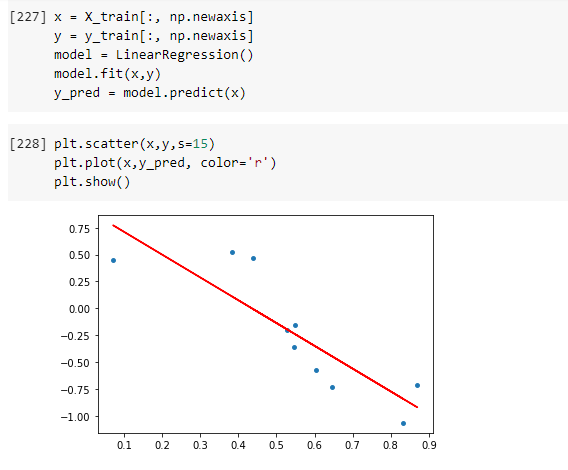 [227] x = X_train[:, np.newaxis]
y = y_train[:, np.newaxis]
model = LinearRegression()
model.fit(x,y)
y_pred = model.predict(x)
[228] plt.scatter(x,y,s=15)
plt.plot(x,y_pred, color='r')
plt.show()
0.75
0.50
0.25
0.00
−0.25
−0.50
−0.75
−1.00
0.1 0.2 0.3 0.4 0.5 0.6 0.7 0.8 0.9